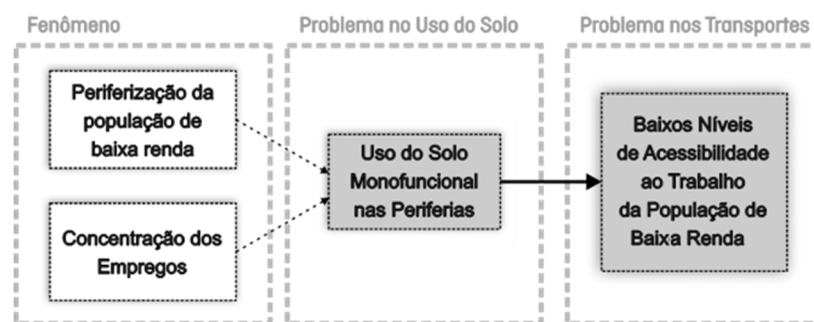 Fenômeno
Problema no Uso do Solo
Problema nos Transportes
Periferização da
população de
baixa renda
Concentração dos
Empregos
Uso do Solo
Monofuncional
nas Periferias
Baixos Níveis
de Acessibilidade
ao Trabalho
da População de
Baixa Renda